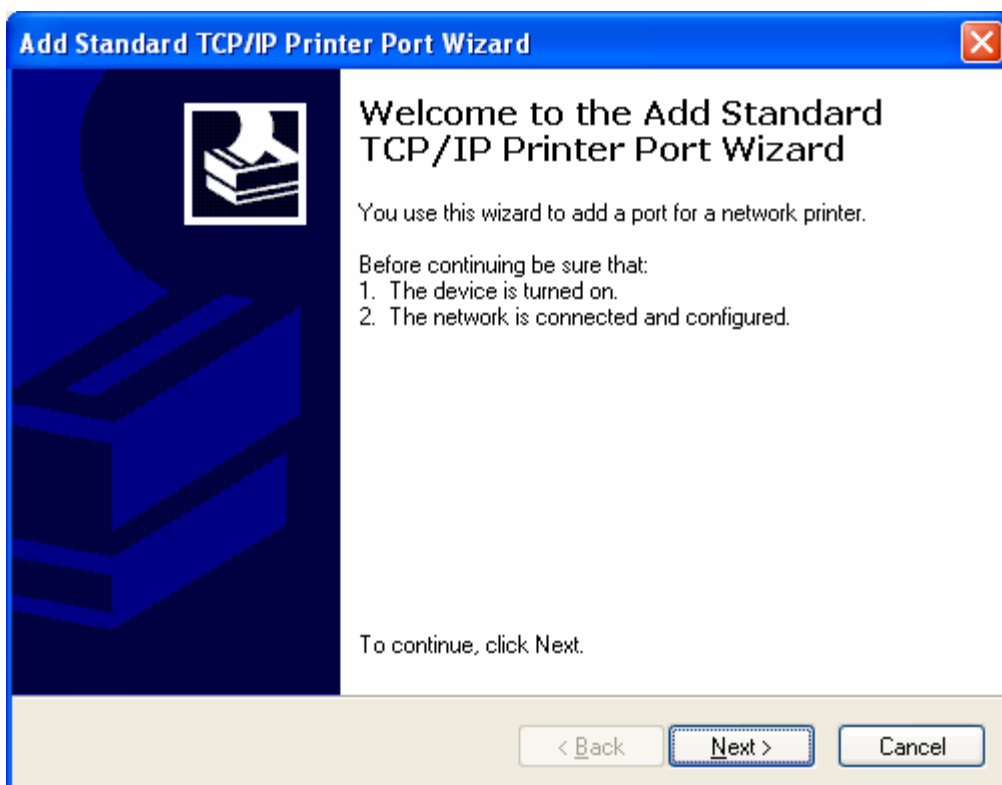 Add Standard TCP/IP Printer Port Wizard
Welcome to the Add Standard
TCP/IP Printer Port Wizard
You use this wizard to add a port for a network printer.
Before continuing be sure that:
1. The device is turned on.
2. The network is connected and configured.
To continue, click Next.
< Back
Next >
Cancel